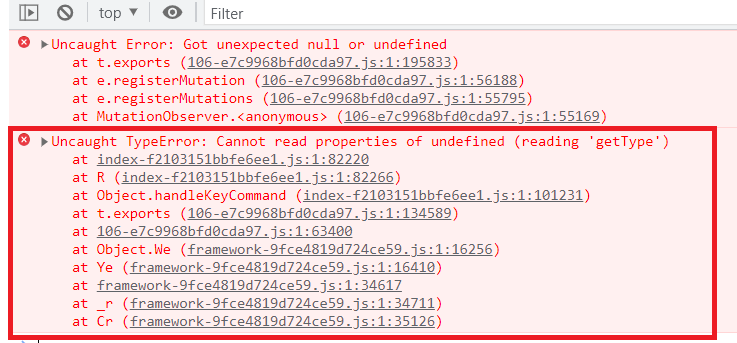 top Filter
Uncaught Error: Got unexpected null or undefined
at t.exports (106-e7c9968bfd0cda97.js:1:195833)
at e.registerMutation (106-e7c9968bfd0cda97.js:1:56188)
at e.registerMutations (106-e7c9968bfd0cda97.js:1:55795)
at MutationObserver.<anonymous> (106-e7c9968bfd0cda97.js:1:55169)
Uncaught TypeError: Cannot read properties of undefined (reading 'getType')
at index-f2103151bbfe6ee1.js:1:82220
at R (index-f2103151bbfe6ee1.js:1:82266)
at Object.handleKeyCommand (index-f2103151bbfe6ee1.js:1:101231)
at t.exports (106-e7c9968bfd0cda97.js:1:134589)
at 106-e7c9968bfd0cda97.js:1:63400
at Object.We (framework-9fce4819d724ce59.js:1:16256)
at Ye (framework-9fce4819d724ce59.js:1:16410)
at framework-9fce4819d724ce59.js:1:34617
at _r (framework-9fce4819d724ce59.js:1:34711)
at Cr (framework-9fce4819d724ce59.js:1:35126)